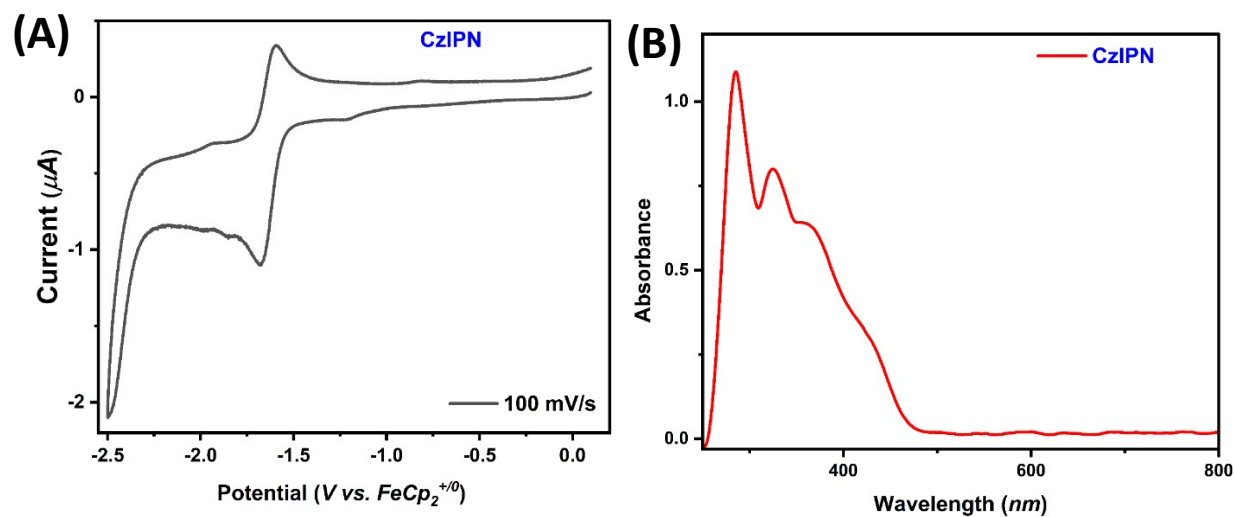 (A)
CzIPN
0
-1
-2
Current (μA)
100 mV/s
-2.5 -2.0 -1.5 -1.0 -0.5 0.0
Potential (V vs. FeCp₂⁺ᐟ⁰)
(B)
CzIPN
1.0
0.5
0.0
Absorbance
400 600 800
Wavelength (nm)